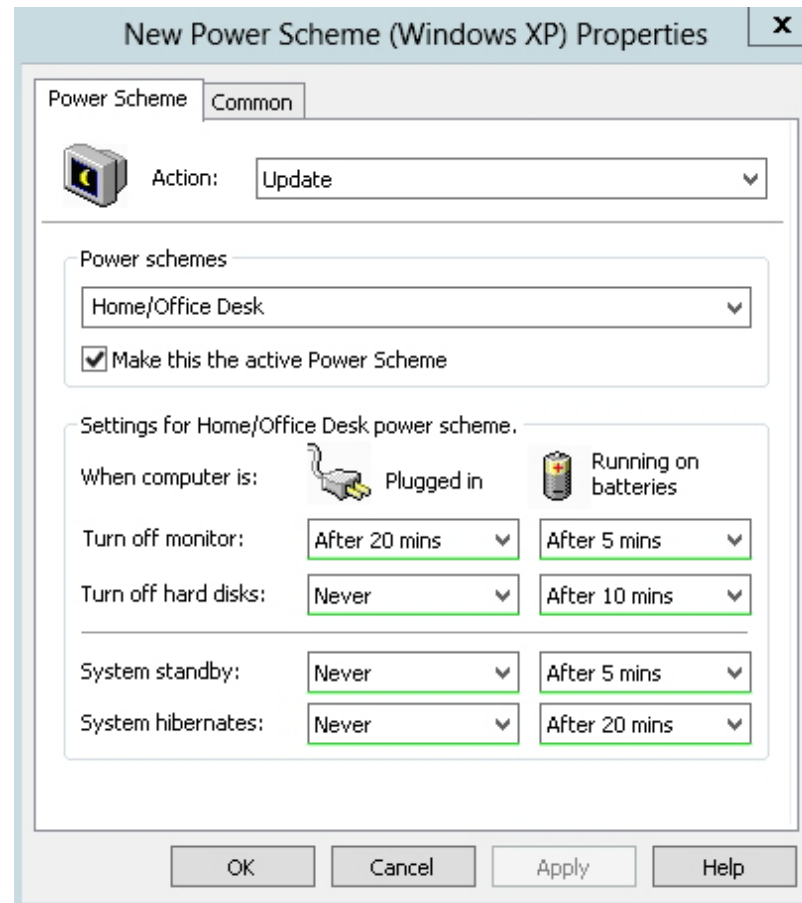 New Power Scheme (Windows XP) Properties x
Power Scheme Common
Action: Update
Power schemes
Home/Office Desk
Make this the active Power Scheme
Settings for Home/Office Desk power scheme.
When computer is: Plugged in Running on
batteries
Turn off monitor: After 20 mins After 5 mins
Turn off hard disks: Never After 10 mins
System standby: Never After 5 mins
System hibernates: Never After 20 mins
OK Cancel Apply Help